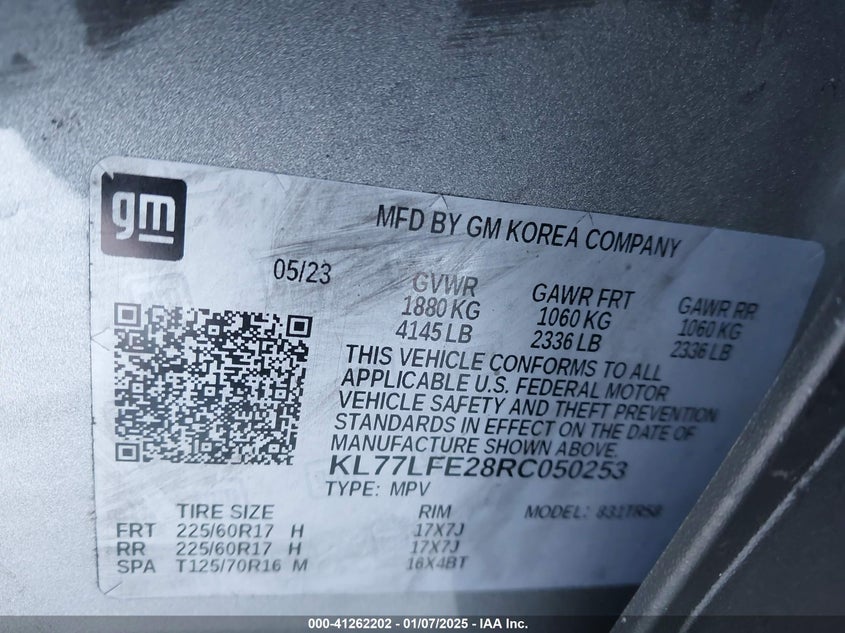 gm
MFD BY GM KOREA COMPANY
05/23
GVWR
1880 KG
4145 LB
GAWR FRT
1060 KG
2336 LB
GAWR RR
1060 KG
2336 LB
THIS VEHICLE CONFORMS TO ALL
APPLICABLE U.S. FEDERAL MOTOR
VEHICLE SAFETY AND THEFT PREVENTION
STANDARDS IN EFFECT ON THE DATE OF
MANUFACTURE SHOWN ABOVE.
KL77LFE28RC050253
TYPE: MPV
MODEL:
TIRE SIZE RIM
FRT 225/60R17 H 17X7J
RR 225/60R17 H 17X7J
SPA T125/70R16 M 16X4BT
000-41262202 - 01/07/2025 - IAA Inc.